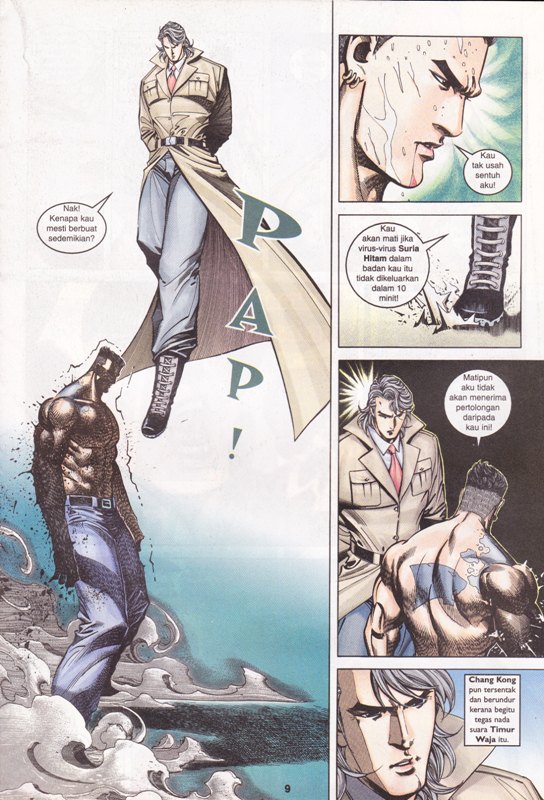 Nak!
Kenapa kau
mesti berbuat
sedemikian?
PAP!
Kau
tak usah
sentuh
aku!
Kau
akan mati jika
virus-virus Suria
Hitam dalam
badan kau itu
tidak dikeluarkan
dalam 10
minit!
Matipun
aku tidak
akan menerima
pertolongan
daripada
kau ini!
Chang Kong
pun tersentak
dan berundur
kerana begitu
tegas nada
suara Timur
Waja itu.
9